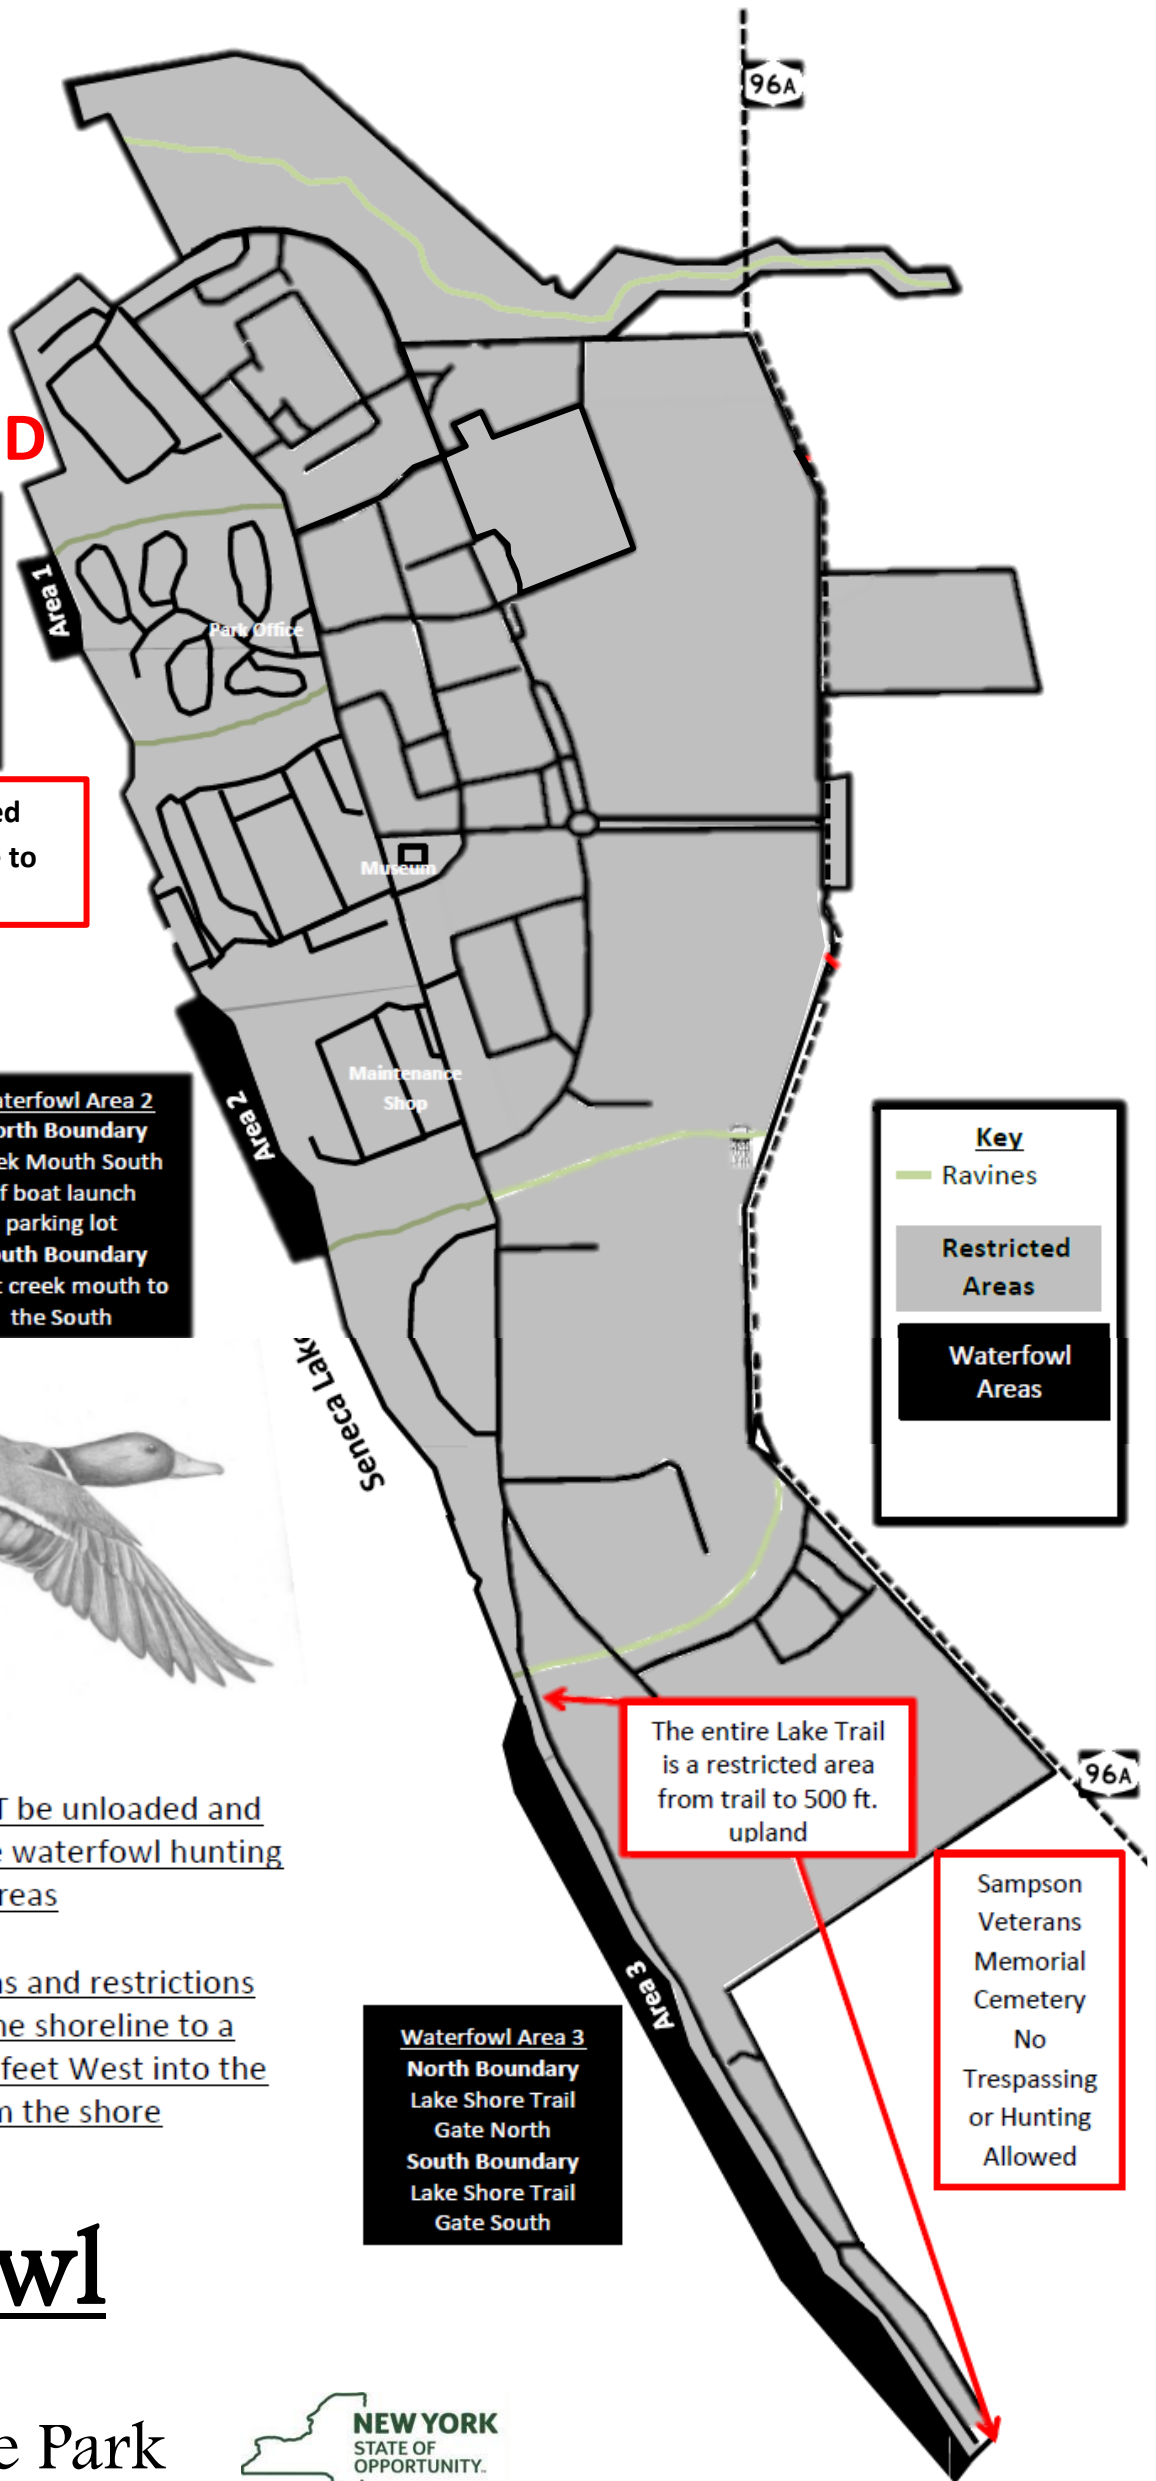 96A
D
Area 1
Park Office
ed
to
Museum
Maintenance
Shop
Area 2
aterfowl Area 2
orth Boundary
ek Mouth South
f boat launch
parking lot
outh Boundary
t creek mouth to
the South
Key
Ravines
Restricted
Areas
Waterfowl
Areas
Seneca Lake
The entire Lake Trail
is a restricted area
from trail to 500 ft.
upland
96A
T be unloaded and
e waterfowl hunting
reas
Sampson
Veterans
Memorial
Cemetery
No
Trespassing
or Hunting
Allowed
ns and restrictions
he shoreline to a
feet West into the
m the shore
Area 3
Waterfowl Area 3
North Boundary
Lake Shore Trail
Gate North
South Boundary
Lake Shore Trail
Gate South
wl
e Park
NEW YORK
STATE OF
OPPORTUNITY.